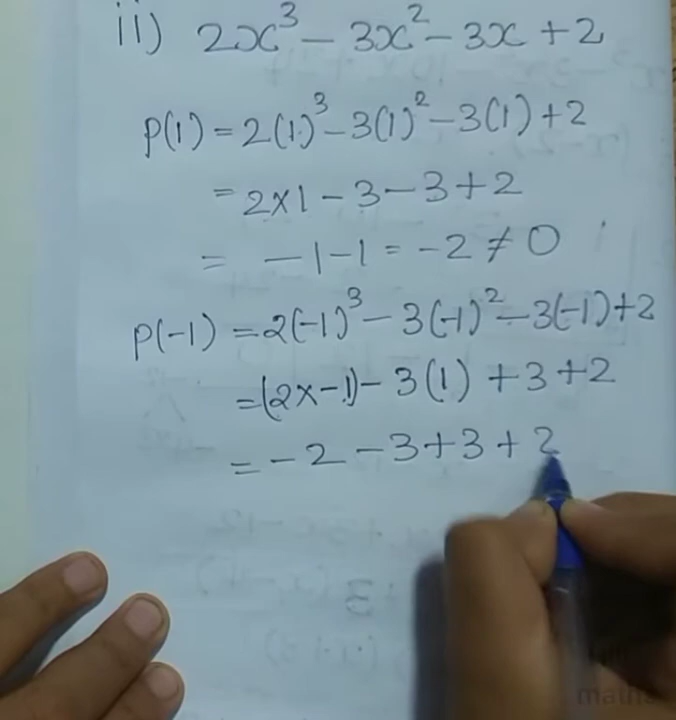 ii) 2x³ - 3x² - 3x + 2
p(1) = 2(1)³ - 3(1)² - 3(1) + 2
= 2×1 - 3 - 3 + 2
= -1 - 1 = -2 ≠ 0
p(-1) = 2(-1)³ - 3(-1)² - 3(-1) + 2
= (2×-1) - 3(1) + 3 + 2
= -2 - 3 + 3 + 2
maths